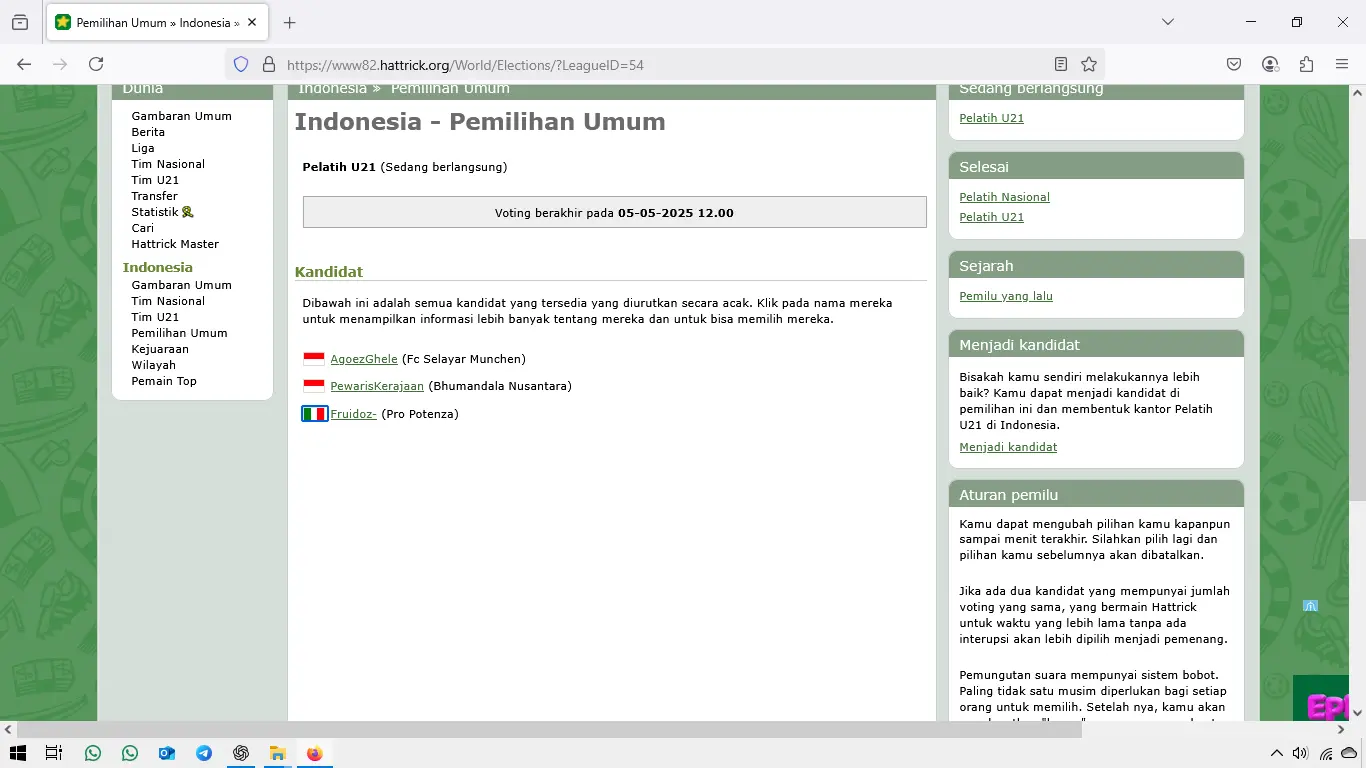 Pemilihan Umum » Indonesia »
https://www82.hattrick.org/World/Elections/?LeagueID=54
Dunia
Gambaran Umum
Berita
Liga
Tim Nasional
Tim U21
Transfer
Statistik
Cari
Hattrick Master
Indonesia
Gambaran Umum
Tim Nasional
Tim U21
Pemilihan Umum
Kejuaraan
Wilayah
Pemain Top
Indonesia » Pemilihan Umum
Indonesia - Pemilihan Umum
Pelatih U21 (Sedang berlangsung)
Voting berakhir pada 05-05-2025 12.00
Kandidat
Dibawah ini adalah semua kandidat yang tersedia yang diurutkan secara acak. Klik pada nama mereka
untuk menampilkan informasi lebih banyak tentang mereka dan untuk bisa memilih mereka.
AgoezGhele (Fc Selayar Munchen)
PewarisKerajaan (Bhumandala Nusantara)
Fruidoz- (Pro Potenza)
Sedang berlangsung
Pelatih U21
Selesai
Pelatih Nasional
Pelatih U21
Sejarah
Pemilu yang lalu
Menjadi kandidat
Bisakah kamu sendiri melakukannya lebih
baik? Kamu dapat menjadi kandidat di
pemilihan ini dan membentuk kantor Pelatih
U21 di Indonesia.
Menjadi kandidat
Aturan pemilu
Kamu dapat mengubah pilihan kamu kapanpun
sampai menit terakhir. Silahkan pilih lagi dan
pilihan kamu sebelumnya akan dibatalkan.
Jika ada dua kandidat yang mempunyai jumlah
voting yang sama, yang bermain Hattrick
untuk waktu yang lebih lama tanpa ada
interupsi akan lebih dipilih menjadi pemenang.
Pemungutan suara mempunyai sistem bobot.
Paling tidak satu musim diperlukan bagi setiap
orang untuk memilih. Setelah nya, kamu akan